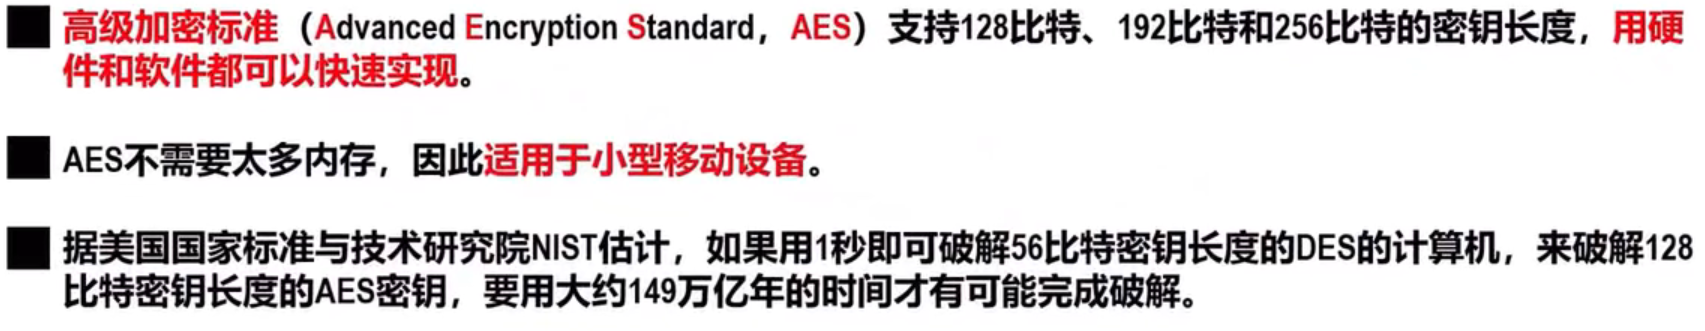 高级加密标准（Advanced Encryption Standard，AES）支持128比特、192比特和256比特的密钥长度，用硬
件和软件都可以快速实现。
AES不需要太多内存，因此适用于小型移动设备。
据美国国家标准与技术研究院NIST估计，如果用1秒即可破解56比特密钥长度的DES的计算机，来破解128
比特密钥长度的AES密钥，要用大约149万亿年的时间才有可能完成破解。